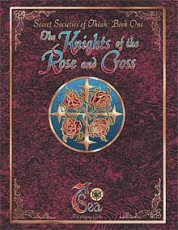 Secret Societies of Théah: Book One
The Knights of the
Rose and Cross
7th Sea